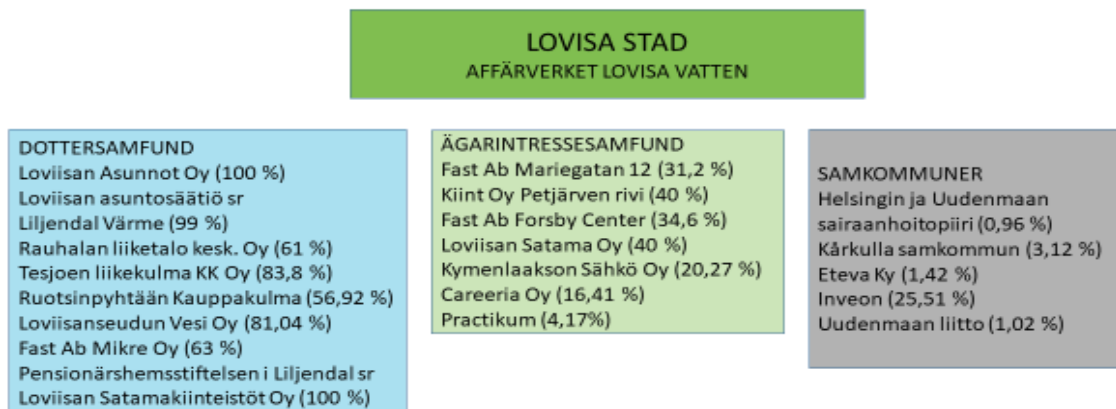 LOVISA STAD
AFFÄRVERKET LOVISA VATTEN
DOTTERSAMFUND
Loviisan Asunnot Oy (100 %)
Loviisan asuntosäätiö sr
Liljendal Värme (99 %)
Rauhalan liiketalo kesk. Oy (61 %)
Tesjoen liikekulma KK Oy (83,8 %)
Ruotsinpyhtään Kauppakulma (56,92 %)
Loviisanseudun Vesi Oy (81,04 %)
Fast Ab Mikre Oy (63 %)
Pensionärshemsstiftelsen i Liljendal sr
Loviisan Satamakiinteistöt Oy (100 %)
ÄGARINTRESSESAMFUND
Fast Ab Mariegatan 12 (31,2 %)
Kiint Oy Petjärven rivi (40 %)
Fast Ab Forsby Center (34,6 %)
Loviisan Satama Oy (40 %)
Kymenlaakson Sähkö Oy (20,27 %)
Careeria Oy (16,41 %)
Practikum (4,17%)
SAMKOMMUNER
Helsingin ja Uudenmaan
sairaanhoitopiiri (0,96 %)
Kårkulla samkommun (3,12 %)
Eteva Ky (1,42 %)
Inveon (25,51 %)
Uudenmaan liitto (1,02 %)